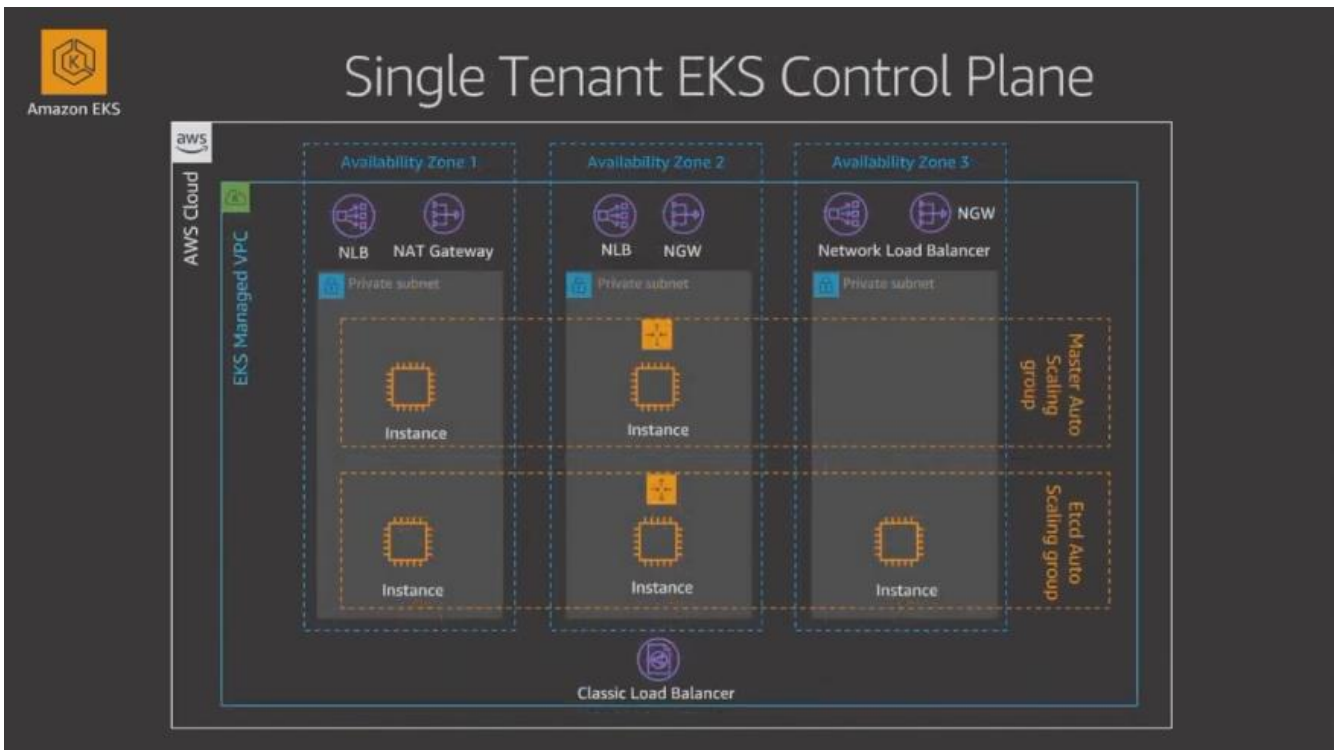 Amazon EKS
Single Tenant EKS Control Plane
aws
AWS Cloud
EKS Managed VPC
Availability Zone 1
Availability Zone 2
Availability Zone 3
NLB
NAT Gateway
NLB
NGW
NGW
Network Load Balancer
Private subnet
Private subnet
Private subnet
Instance
Instance
Master Auto
Scaling
group
Instance
Instance
Instance
Etcd Auto
Scaling group
Classic Load Balancer